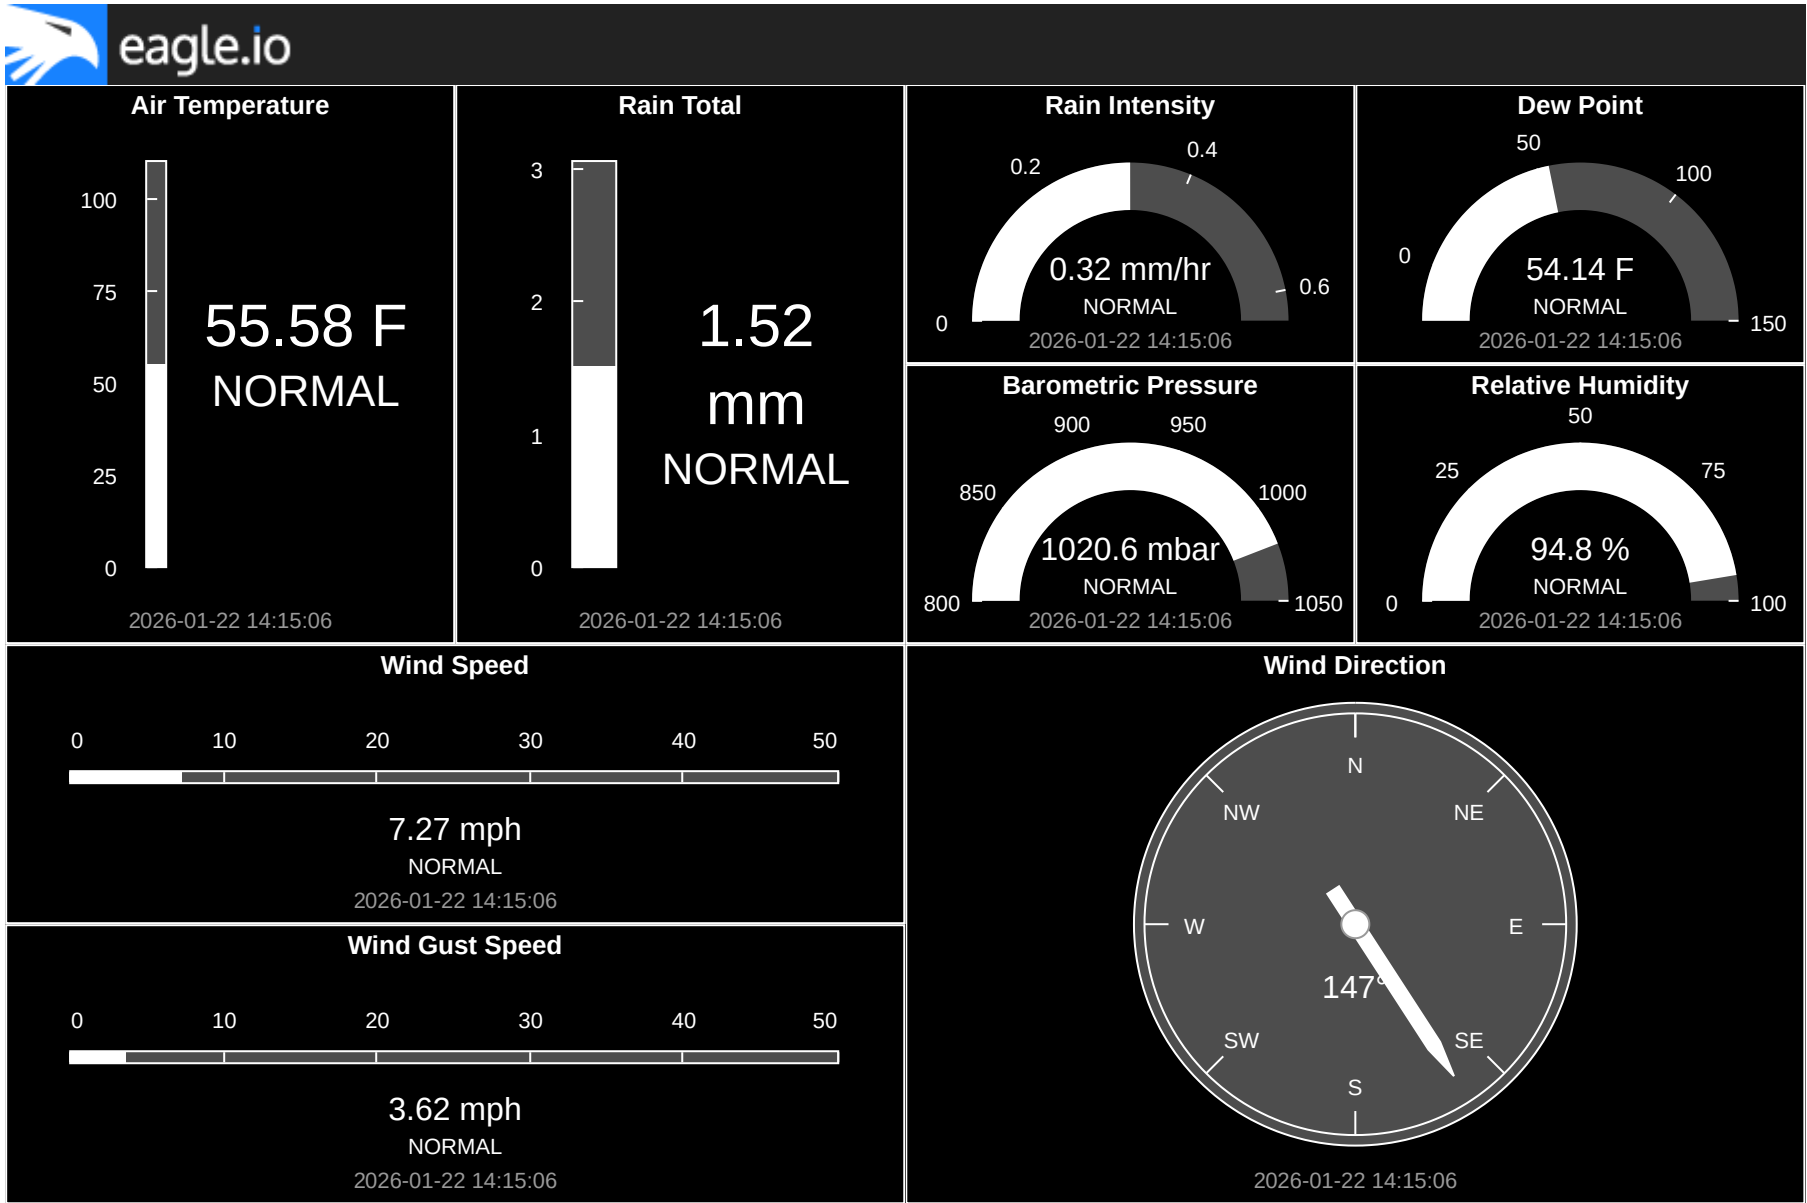 eagle.io
Air Temperature
100
75
50
25
0
55.58 F
NORMAL
2026-01-22 14:15:06
Rain Total
3
2
1
0
1.52
mm
NORMAL
2026-01-22 14:15:06
Rain Intensity
0
0.2
0.4
0.6
0.32 mm/hr
NORMAL
2026-01-22 14:15:06
Dew Point
0
50
100
150
54.14 F
NORMAL
2026-01-22 14:15:06
Barometric Pressure
800
850
900
950
1000
1050
1020.6 mbar
NORMAL
2026-01-22 14:15:06
Relative Humidity
0
25
50
75
100
94.8 %
NORMAL
2026-01-22 14:15:06
Wind Speed
0 10 20 30 40 50
7.27 mph
NORMAL
2026-01-22 14:15:06
Wind Gust Speed
0 10 20 30 40 50
3.62 mph
NORMAL
2026-01-22 14:15:06
Wind Direction
N
NW NE
W E
147°
SW SE
S
2026-01-22 14:15:06